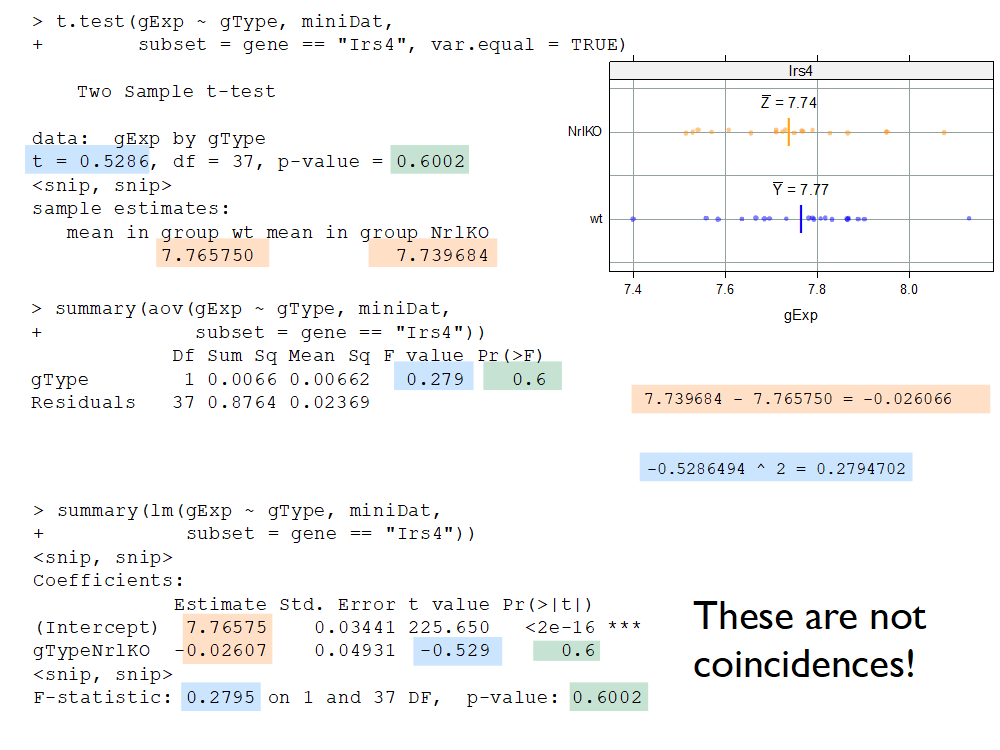 > t.test(gExp ~ gType, miniDat,
+ subset = gene == "Irs4", var.equal = TRUE)
Two Sample t-test
data: gExp by gType
t = 0.5286, df = 37, p-value = 0.6002
<snip, snip>
sample estimates:
mean in group wt mean in group NrlKO
7.765750 7.739684
Irs4
Z̅ = 7.74
NrlKO
Y̅ = 7.77
wt
7.4 7.6 7.8 8.0
gExp
> summary(aov(gExp ~ gType, miniDat,
+ subset = gene == "Irs4"))
Df Sum Sq Mean Sq F value Pr(>F)
gType 1 0.0066 0.00662 0.279 0.6
Residuals 37 0.8764 0.02369
7.739684 - 7.765750 = -0.026066
-0.5286494 ^ 2 = 0.2794702
> summary(lm(gExp ~ gType, miniDat,
+ subset = gene == "Irs4"))
<snip, snip>
Coefficients:
Estimate Std. Error t value Pr(>|t|)
(Intercept) 7.76575 0.03441 225.650 <2e-16 ***
gTypeNrlKO -0.02607 0.04931 -0.529 0.6
<snip, snip>
F-statistic: 0.2795 on 1 and 37 DF, p-value: 0.6002
These are not
coincidences!